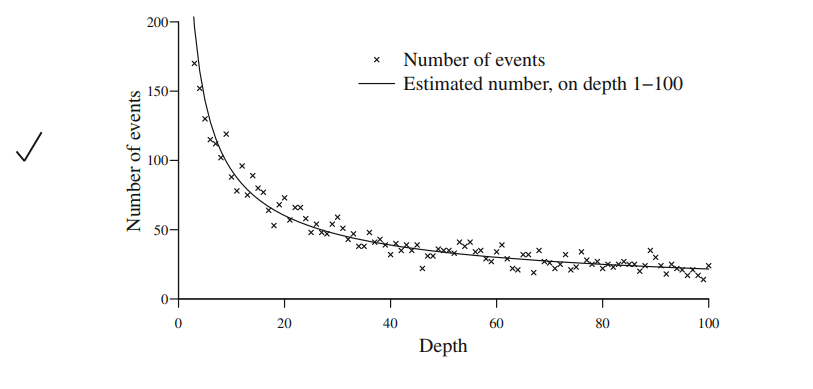 200
150
100
50
0
Number of events
× Number of events
Estimated number, on depth 1–100
0 20 40 60 80 100
Depth